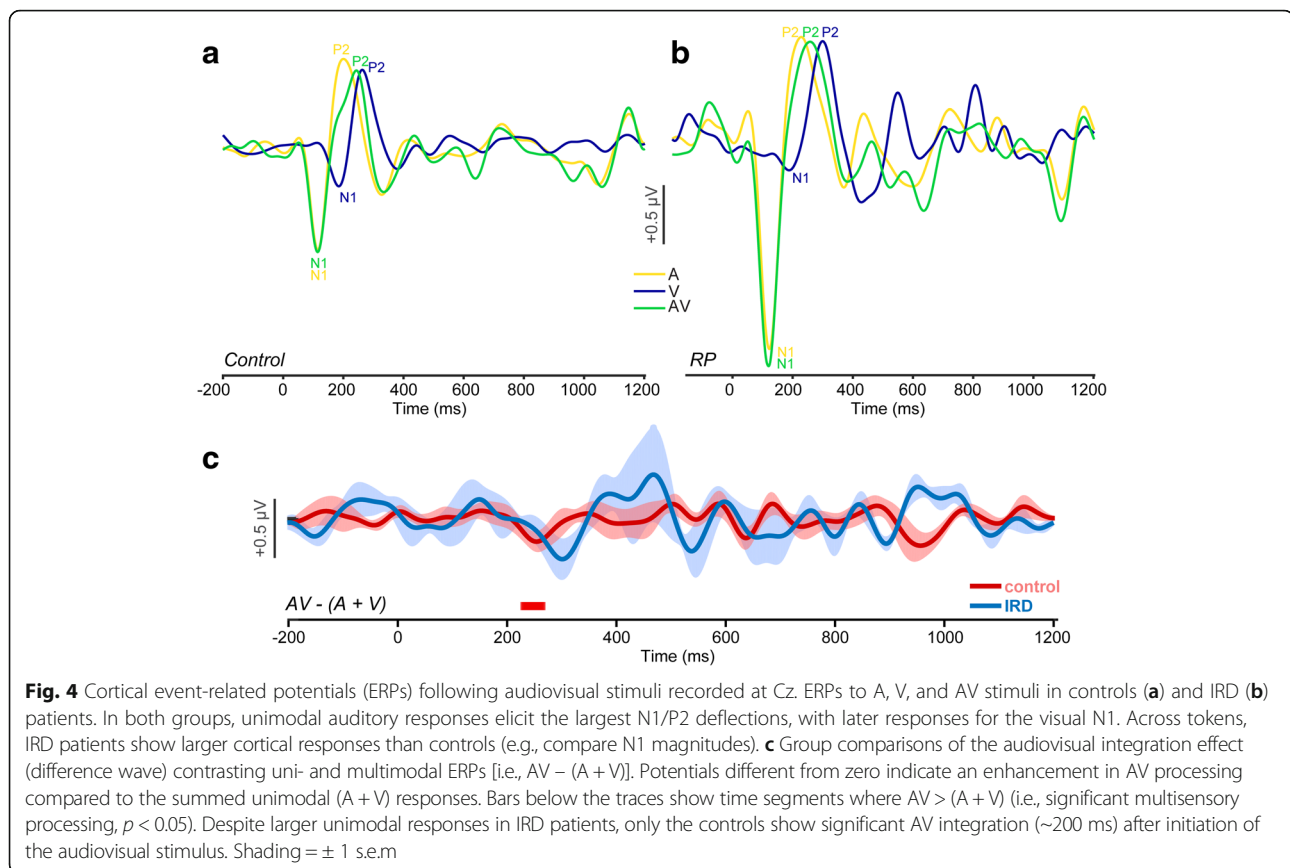 a
P2
P2
P2
N1
N1
N1
Control
-200 0 200 400 600 800 1000 1200
Time (ms)
+0.5 µV
A
V
AV
b
P2
P2
P2
N1
N1
N1
RP
0 200 400 600 800 1000 1200
Time (ms)
c
+0.5 µV
AV - (A + V)
control
IRD
-200 0 200 400 600 800 1000 1200
Time (ms)
Fig. 4 Cortical event-related potentials (ERPs) following audiovisual stimuli recorded at Cz. ERPs to A, V, and AV stimuli in controls (a) and IRD (b)
patients. In both groups, unimodal auditory responses elicit the largest N1/P2 deflections, with later responses for the visual N1. Across tokens,
IRD patients show larger cortical responses than controls (e.g., compare N1 magnitudes). c Group comparisons of the audiovisual integration effect
(difference wave) contrasting uni- and multimodal ERPs [i.e., AV – (A + V)]. Potentials different from zero indicate an enhancement in AV processing
compared to the summed unimodal (A + V) responses. Bars below the traces show time segments where AV > (A + V) (i.e., significant multisensory
processing, p < 0.05). Despite larger unimodal responses in IRD patients, only the controls show significant AV integration (~200 ms) after initiation of
the audiovisual stimulus. Shading = ± 1 s.e.m